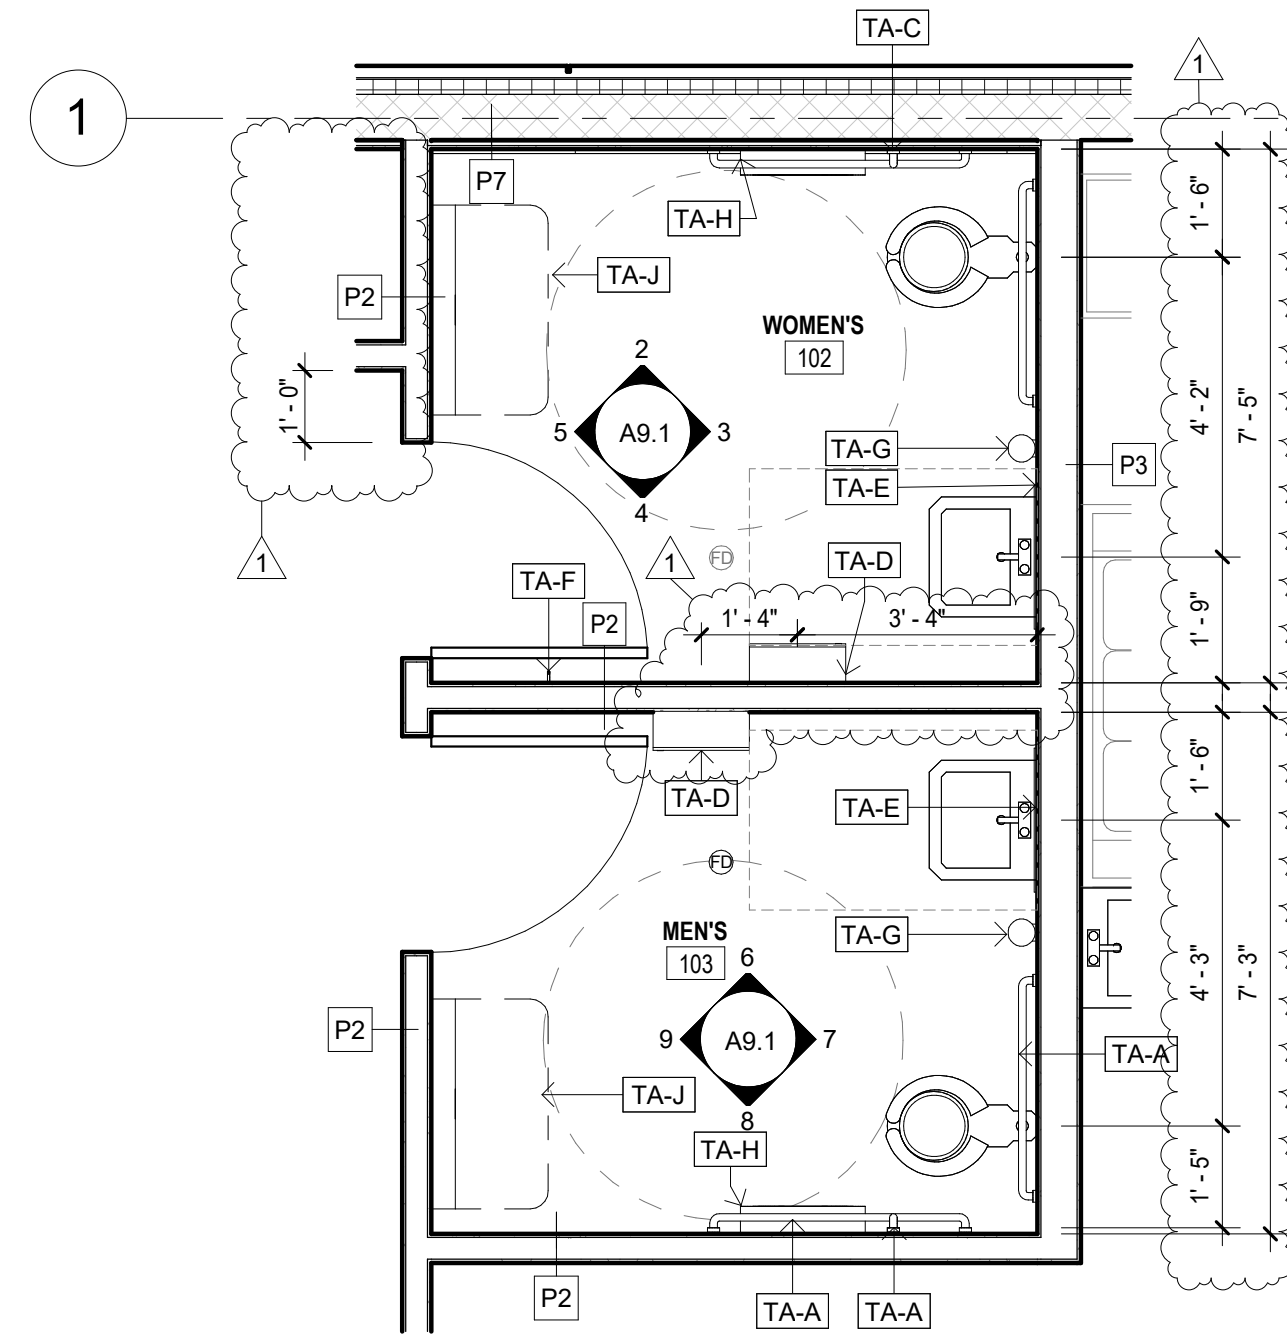 TA-C
1
1
P7
TA-H
1' - 6"
TA-J
P2
WOMEN'S
102
2
1' - 0"
4' - 2"
7' - 5"
5
A9.1
3
TA-G
P3
TA-E
4
1
FD
1
TA-D
TA-F
P2
1' - 4"
3' - 4"
1' - 9"
1' - 6"
TA-D
TA-E
FD
MEN'S
103
TA-G
6
4' - 3"
7' - 3"
P2
9
A9.1
7
TA-A
TA-J
8
TA-H
1' - 5"
P2
TA-A
TA-A